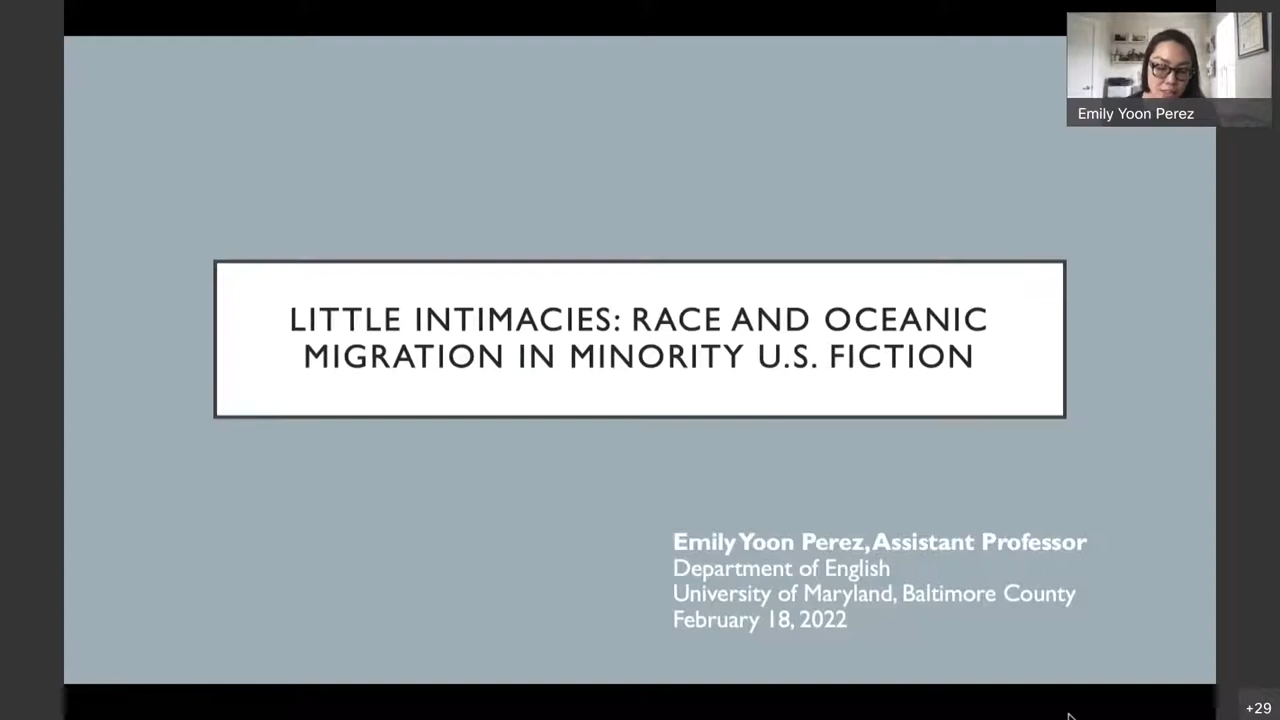 Emily Yoon Perez
LITTLE INTIMACIES: RACE AND OCEANIC
MIGRATION IN MINORITY U.S. FICTION
Emily Yoon Perez, Assistant Professor
Department of English
University of Maryland, Baltimore County
February 18, 2022
+29